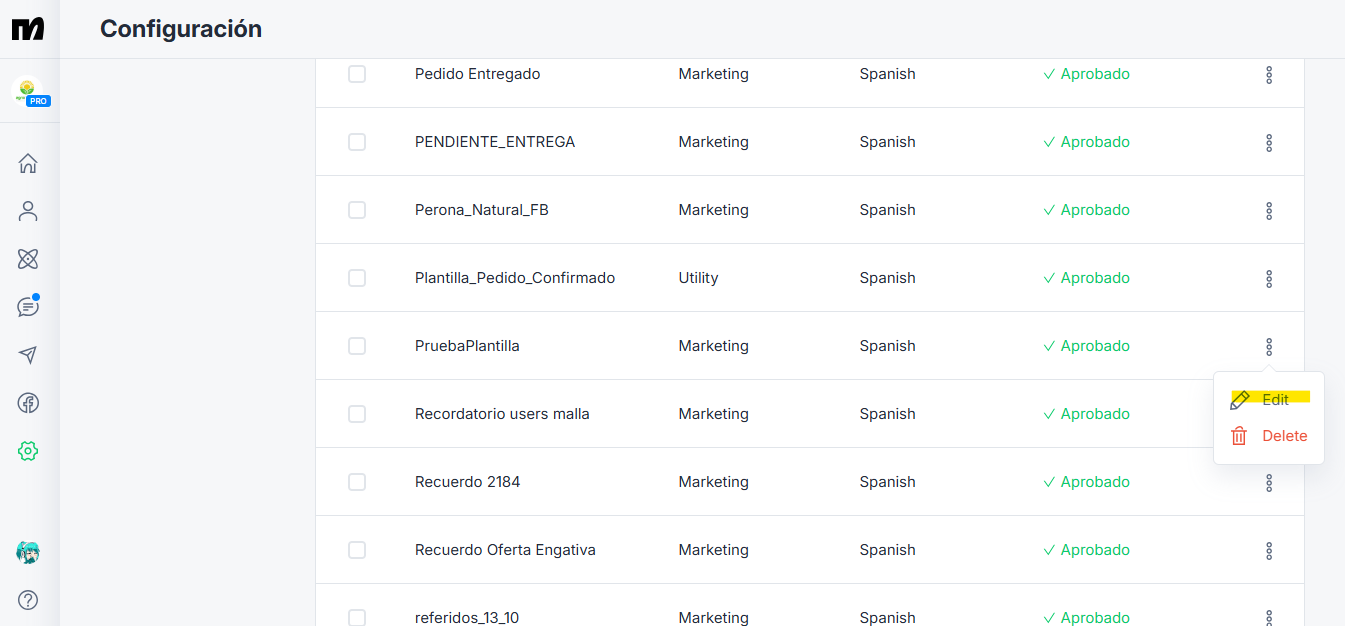 Configuración
PRO
Pedido Entregado Marketing Spanish Aprobado
PENDIENTE_ENTREGA Marketing Spanish Aprobado
Perona_Natural_FB Marketing Spanish Aprobado
Plantilla_Pedido_Confirmado Utility Spanish Aprobado
PruebaPlantilla Marketing Spanish Aprobado
Edit
Recordatorio users malla Marketing Spanish Aprobado
Delete
Recuerdo 2184 Marketing Spanish Aprobado
Recuerdo Oferta Engativa Marketing Spanish Aprobado
referidos_13_10 Marketing Spanish Aprobado